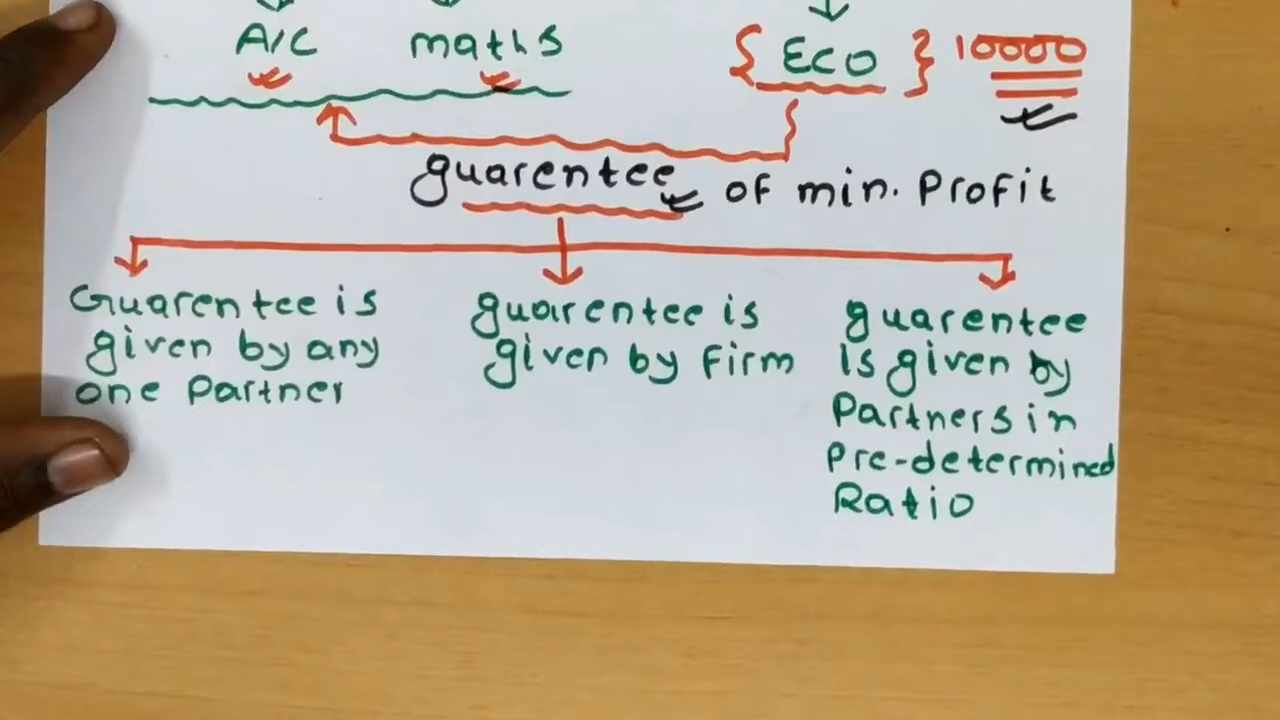 A/C maths { ECO } 10000
guarentee of min. Profit
Guarentee is
given by any
one Partner
guarentee is
given by Firm
guarentee
is given by
Partners in
Pre-determined
Ratio